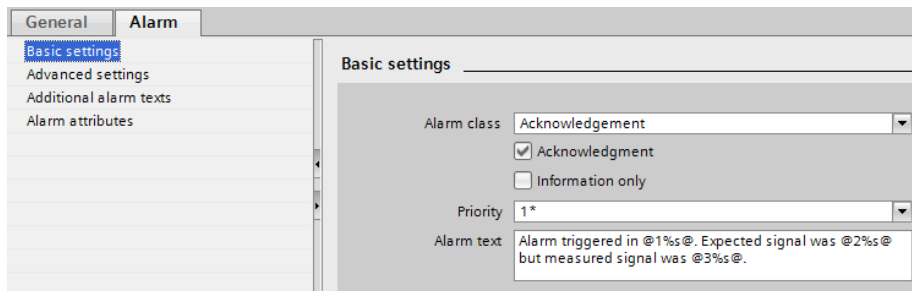 General Alarm
Basic settings
Advanced settings
Additional alarm texts
Alarm attributes
Basic settings
Alarm class Acknowledgement
Acknowledgment
Information only
Priority 1*
Alarm text Alarm triggered in @1%s@. Expected signal was @2%s@
but measured signal was @3%s@.